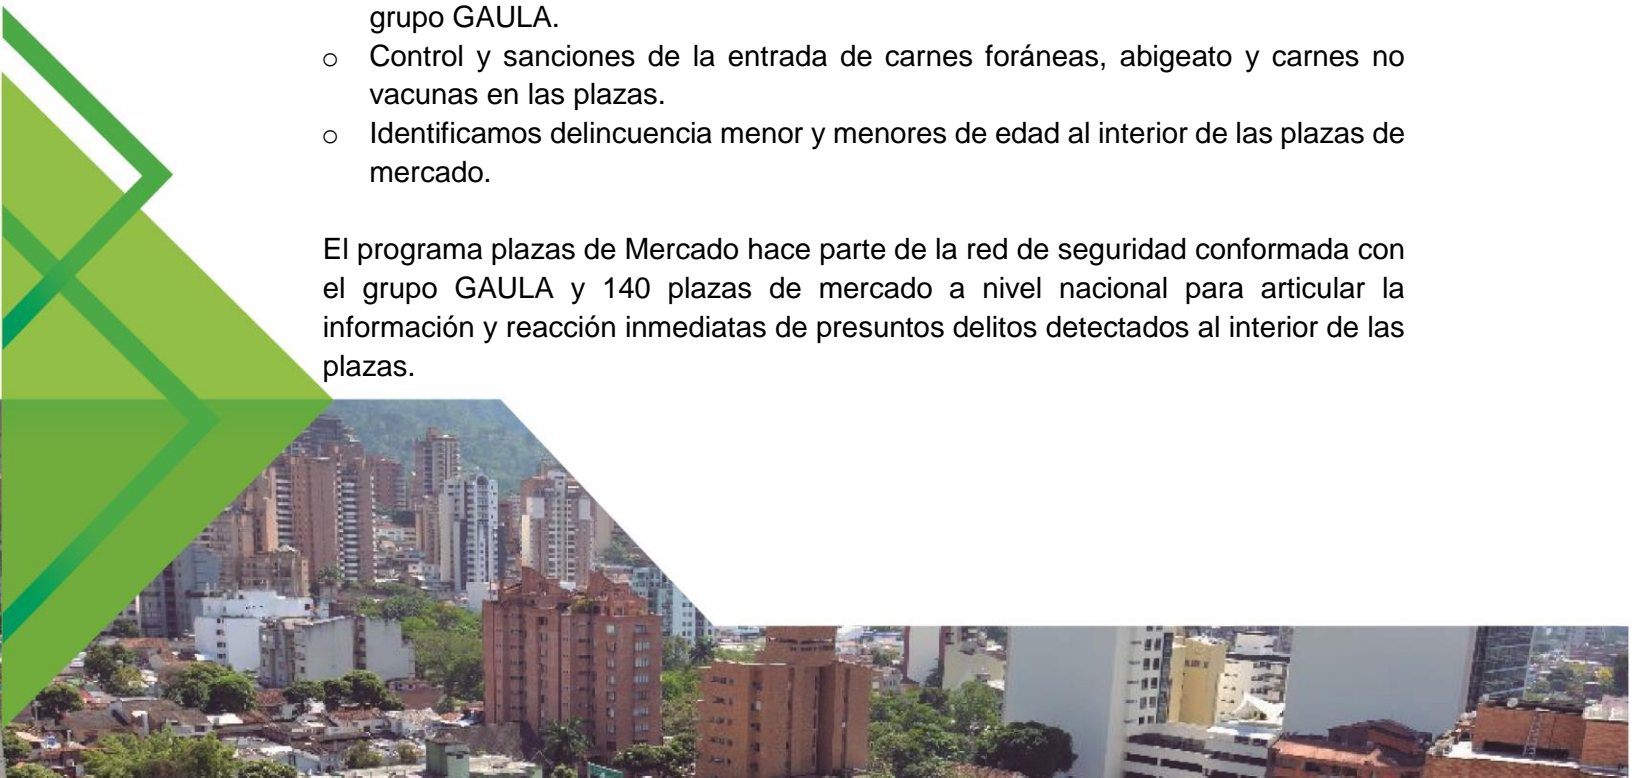 grupo GAULA.
o Control y sanciones de la entrada de carnes foráneas, abigeato y carnes no
vacunas en las plazas.
o Identificamos delincuencia menor y menores de edad al interior de las plazas de
mercado.
El programa plazas de Mercado hace parte de la red de seguridad conformada con
el grupo GAULA y 140 plazas de mercado a nivel nacional para articular la
información y reacción inmediatas de presuntos delitos detectados al interior de las
plazas.